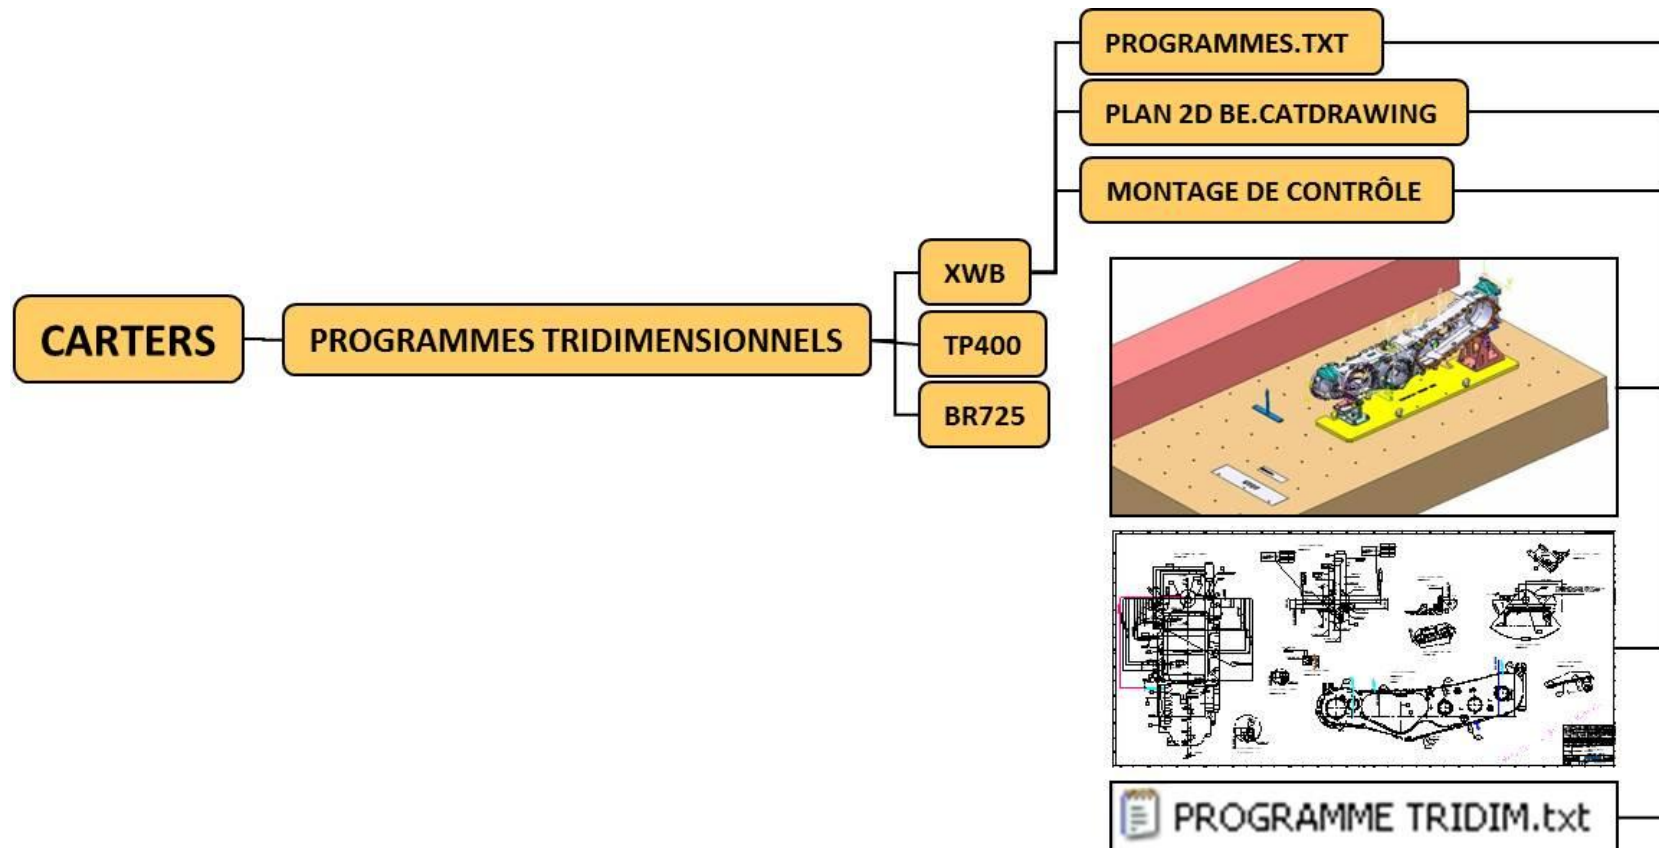 PROGRAMMES.TXT
PLAN 2D BE.CATDRAWING
MONTAGE DE CONTRÔLE
XWB
CARTERS
PROGRAMMES TRIDIMENSIONNELS
TP400
BR725
PROGRAMME TRIDIM.txt